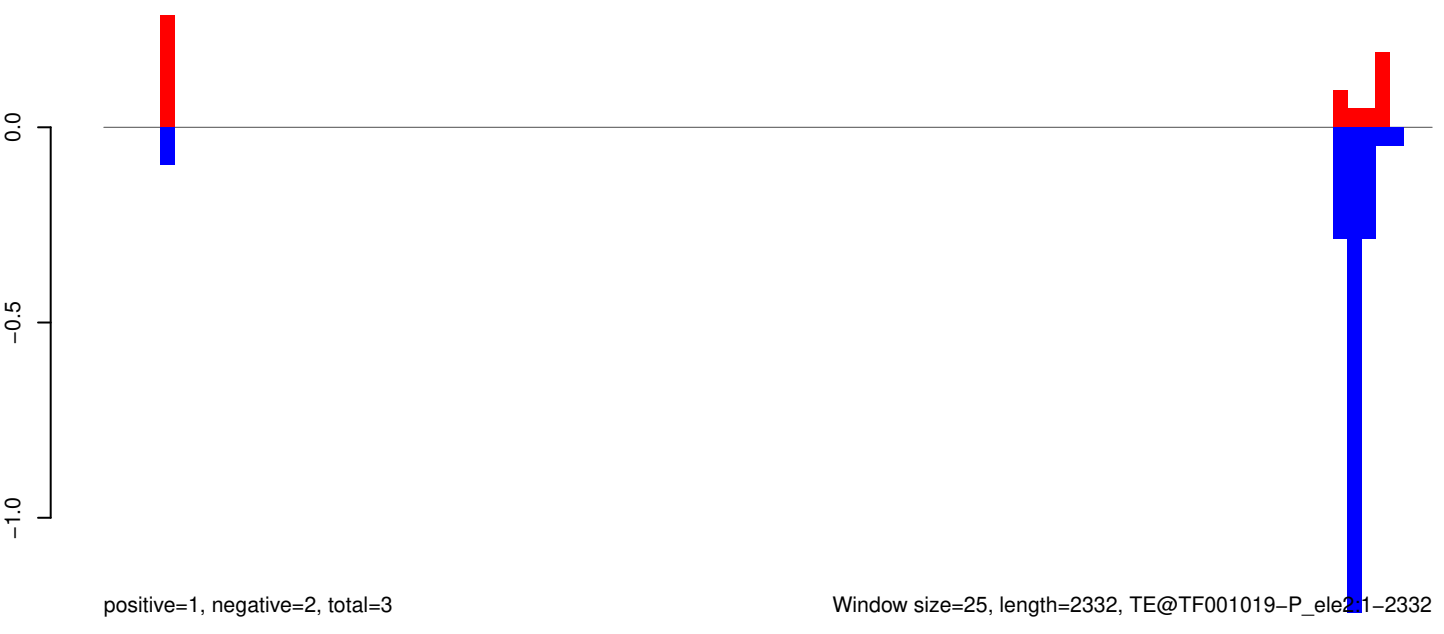 0.0
−0.5
−1.0
positive=1, negative=2, total=3
Window size=25, length=2332, TE@TF001019−P_ele2:1−2332